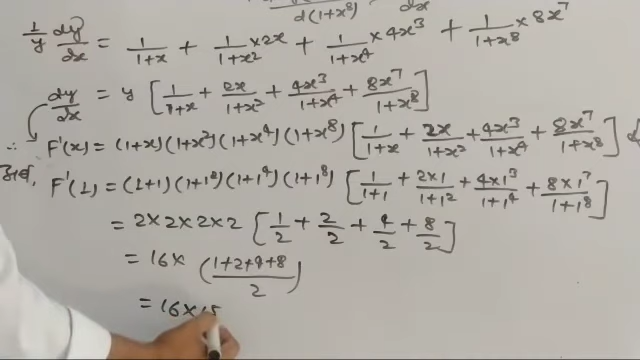 d(1+x⁸) dx
1/y dy/dx = 1/(1+x) + 1/(1+x²) × 2x + 1/(1+x⁴) × 4x³ + 1/(1+x⁸) × 8x⁷
dy/dx = y [1/(1+x) + 2x/(1+x²) + 4x³/(1+x⁴) + 8x⁷/(1+x⁸)]
∴ F'(x) = (1+x)(1+x²)(1+x⁴)(1+x⁸) [1/(1+x) + 2x/(1+x²) + 4x³/(1+x⁴) + 8x⁷/(1+x⁸)]
अब, F'(1) = (1+1)(1+1²)(1+1⁴)(1+1⁸) [1/(1+1) + 2×1/(1+1²) + 4×1³/(1+1⁴) + 8×1⁷/(1+1⁸)]
= 2×2×2×2 [1/2 + 2/2 + 4/2 + 8/2]
= 16× ((1+2+4+8)/2)
= 16×15